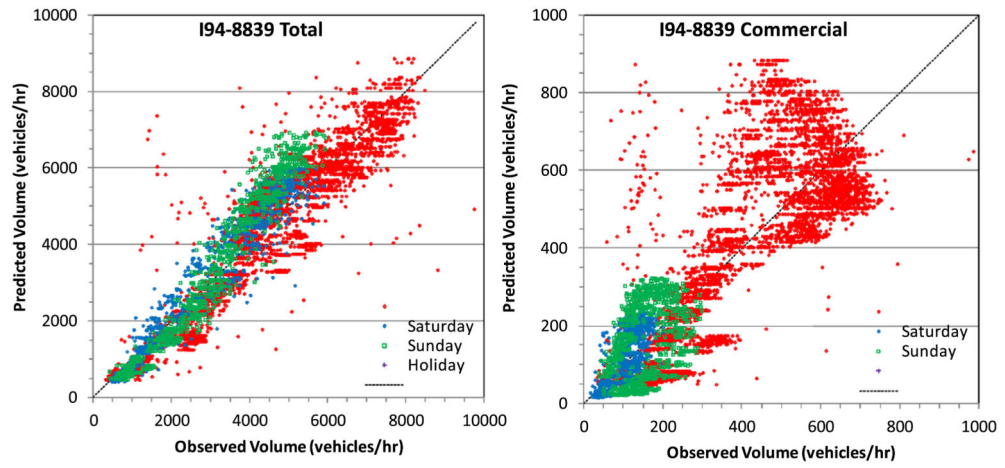 I94-8839 Total
Predicted Volume (vehicles/hr)
10000
8000
6000
4000
2000
0
0 2000 4000 6000 8000 10000
Observed Volume (vehicles/hr)
Saturday
Sunday
Holiday
I94-8839 Commercial
Predicted Volume (vehicles/hr)
1000
800
600
400
200
0
0 200 400 600 800 1000
Observed Volume (vehicles/hr)
Saturday
Sunday